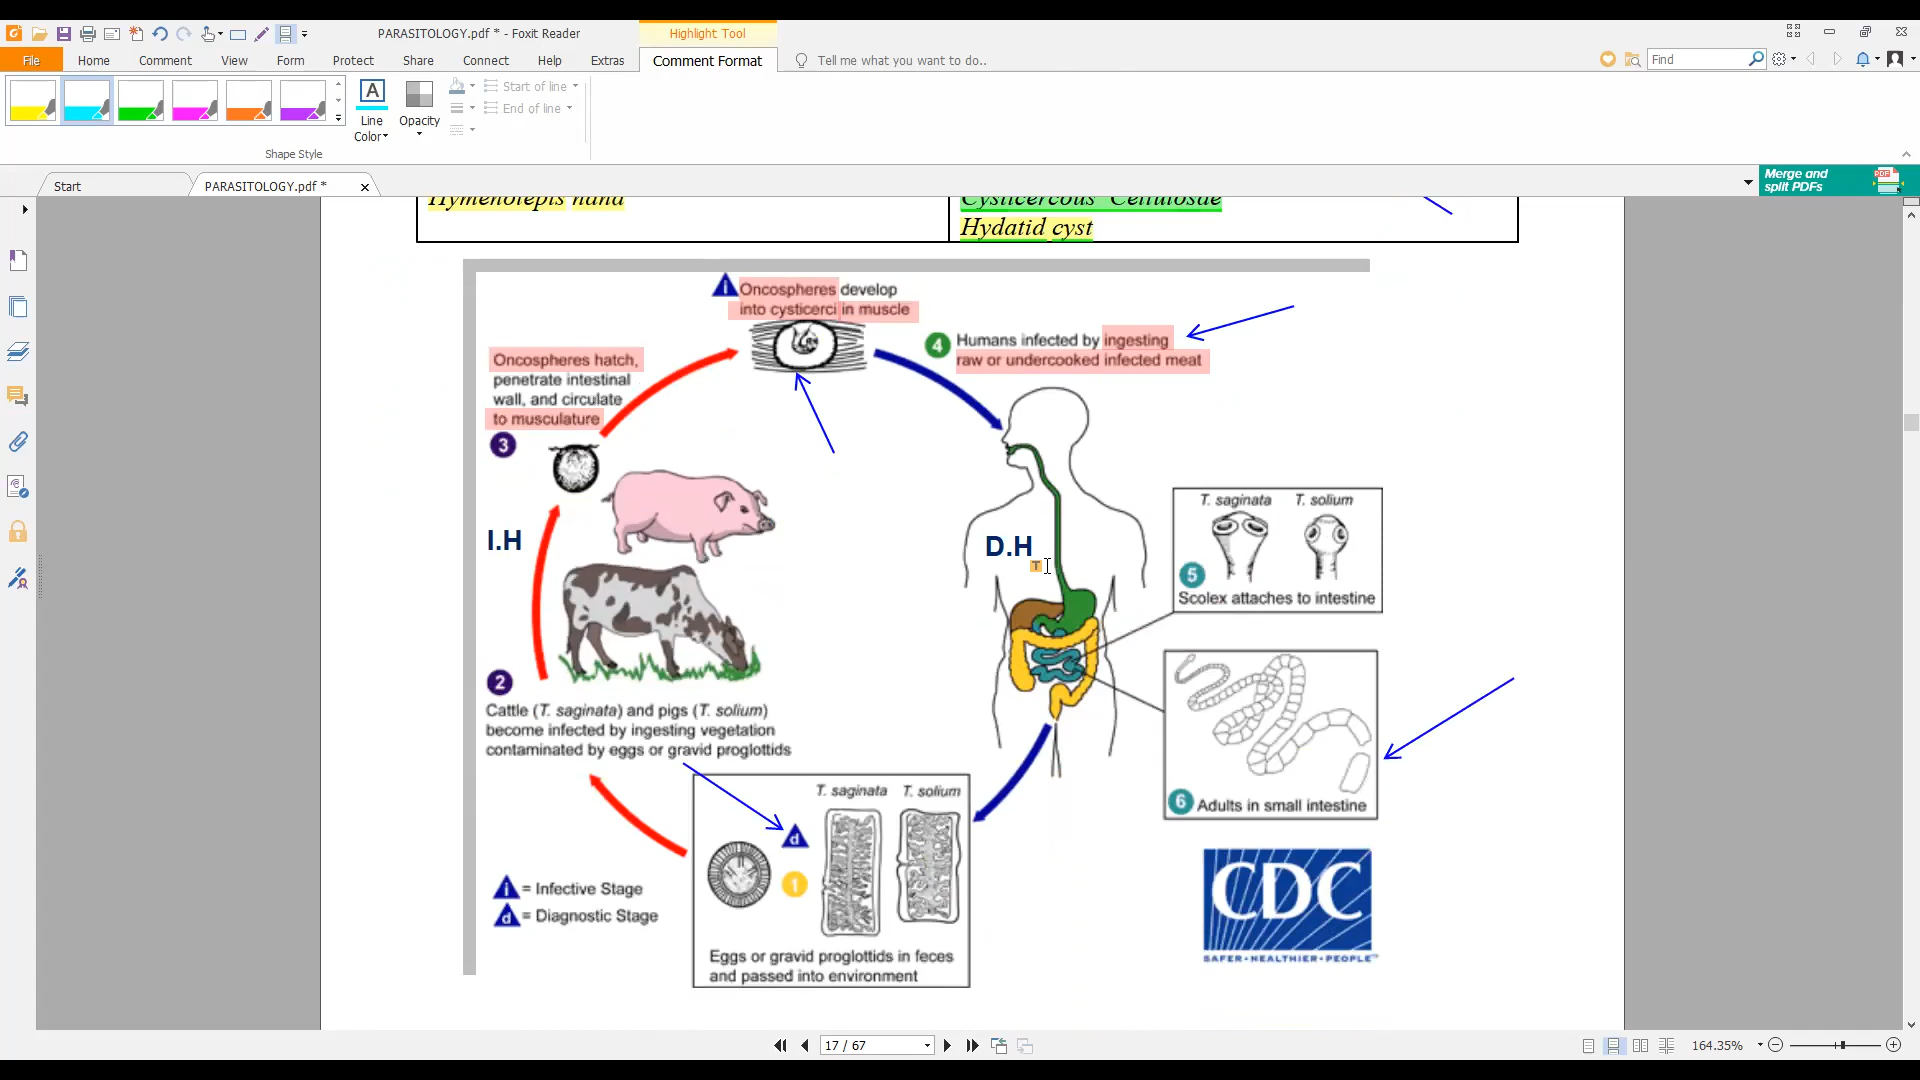 PARASITOLOGY.pdf * - Foxit Reader
Highlight Tool
File
Home
Comment
View
Form
Protect
Share
Connect
Help
Extras
Comment Format
Tell me what you want to do..
Find
Line
Color
Opacity
Start of line
End of line
Shape Style
Start
PARASITOLOGY.pdf *
Merge and
split PDFs
Hymenolepis nana
Cysticercous Cellulosae
Hydatid cyst
i
Oncospheres develop
into cysticerci in muscle
4
Humans infected by ingesting
raw or undercooked infected meat
Oncospheres hatch,
penetrate intestinal
wall, and circulate
to musculature
3
I.H
D.H
T
T. saginata T. solium
5
Scolex attaches to intestine
2
Cattle (T. saginata) and pigs (T. solium)
become infected by ingesting vegetation
contaminated by eggs or gravid proglottids
6 Adults in small intestine
T. saginata T. solium
d
1
Eggs or gravid proglottids in feces
and passed into environment
i = Infective Stage
d = Diagnostic Stage
CDC
SAFER•HEALTHIER•PEOPLE™
17 / 67
164.35%